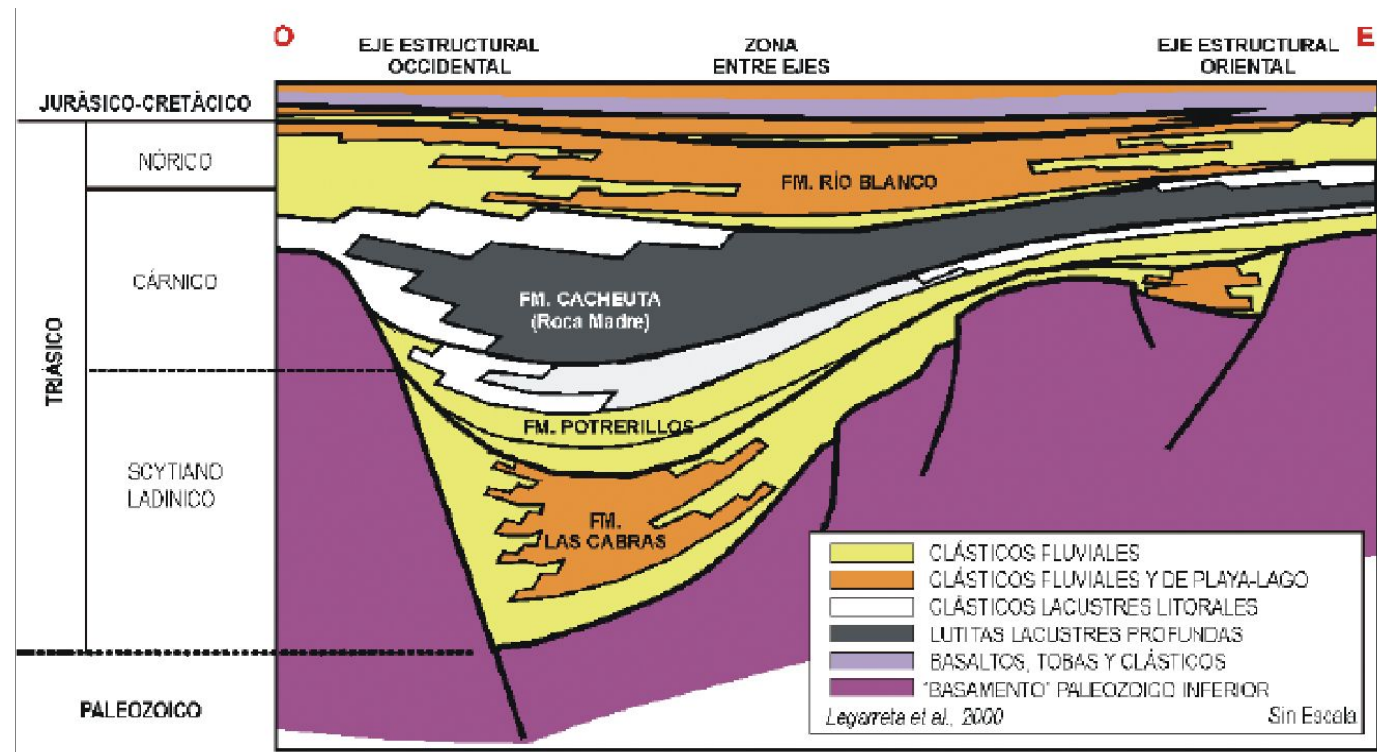 O
E
EJE ESTRUCTURAL
OCCIDENTAL
ZONA
ENTRE EJES
EJE ESTRUCTURAL
ORIENTAL
JURÁSICO-CRETÁCICO
NÓRICO
FM. RÍO BLANCO
CÁRNICO
FM. CACHEUTA
(Roca Madre)
TRIÁSICO
FM. POTRERILLOS
SCYTIANO
LADINICO
FM.
LAS CABRAS
PALEOZOICO
CLÁSTICOS FLUVIALES
CLÁSTICOS FLUVIALES Y DE PLAYA-LAGO
CLÁSTICOS LACUSTRES LITORALES
LUTITAS LACUSTRES PROFUNDAS
BASALTOS, TOBAS Y CLÁSTICOS
"BASAMENTO" PALEOZOICO INFERIOR
Legarreta et al., 2000
Sin Escala